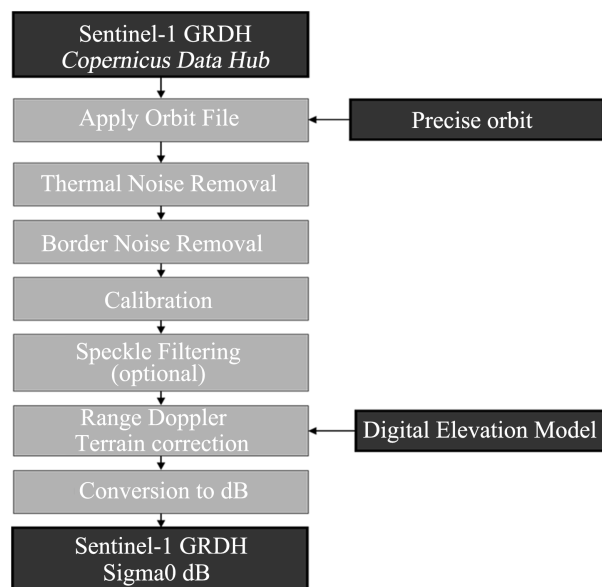 Sentinel-1 GRDH
Copernicus Data Hub
Apply Orbit File
Precise orbit
Thermal Noise Removal
Border Noise Removal
Calibration
Speckle Filtering
(optional)
Range Doppler
Terrain correction
Digital Elevation Model
Conversion to dB
Sentinel-1 GRDH
Sigma0 dB